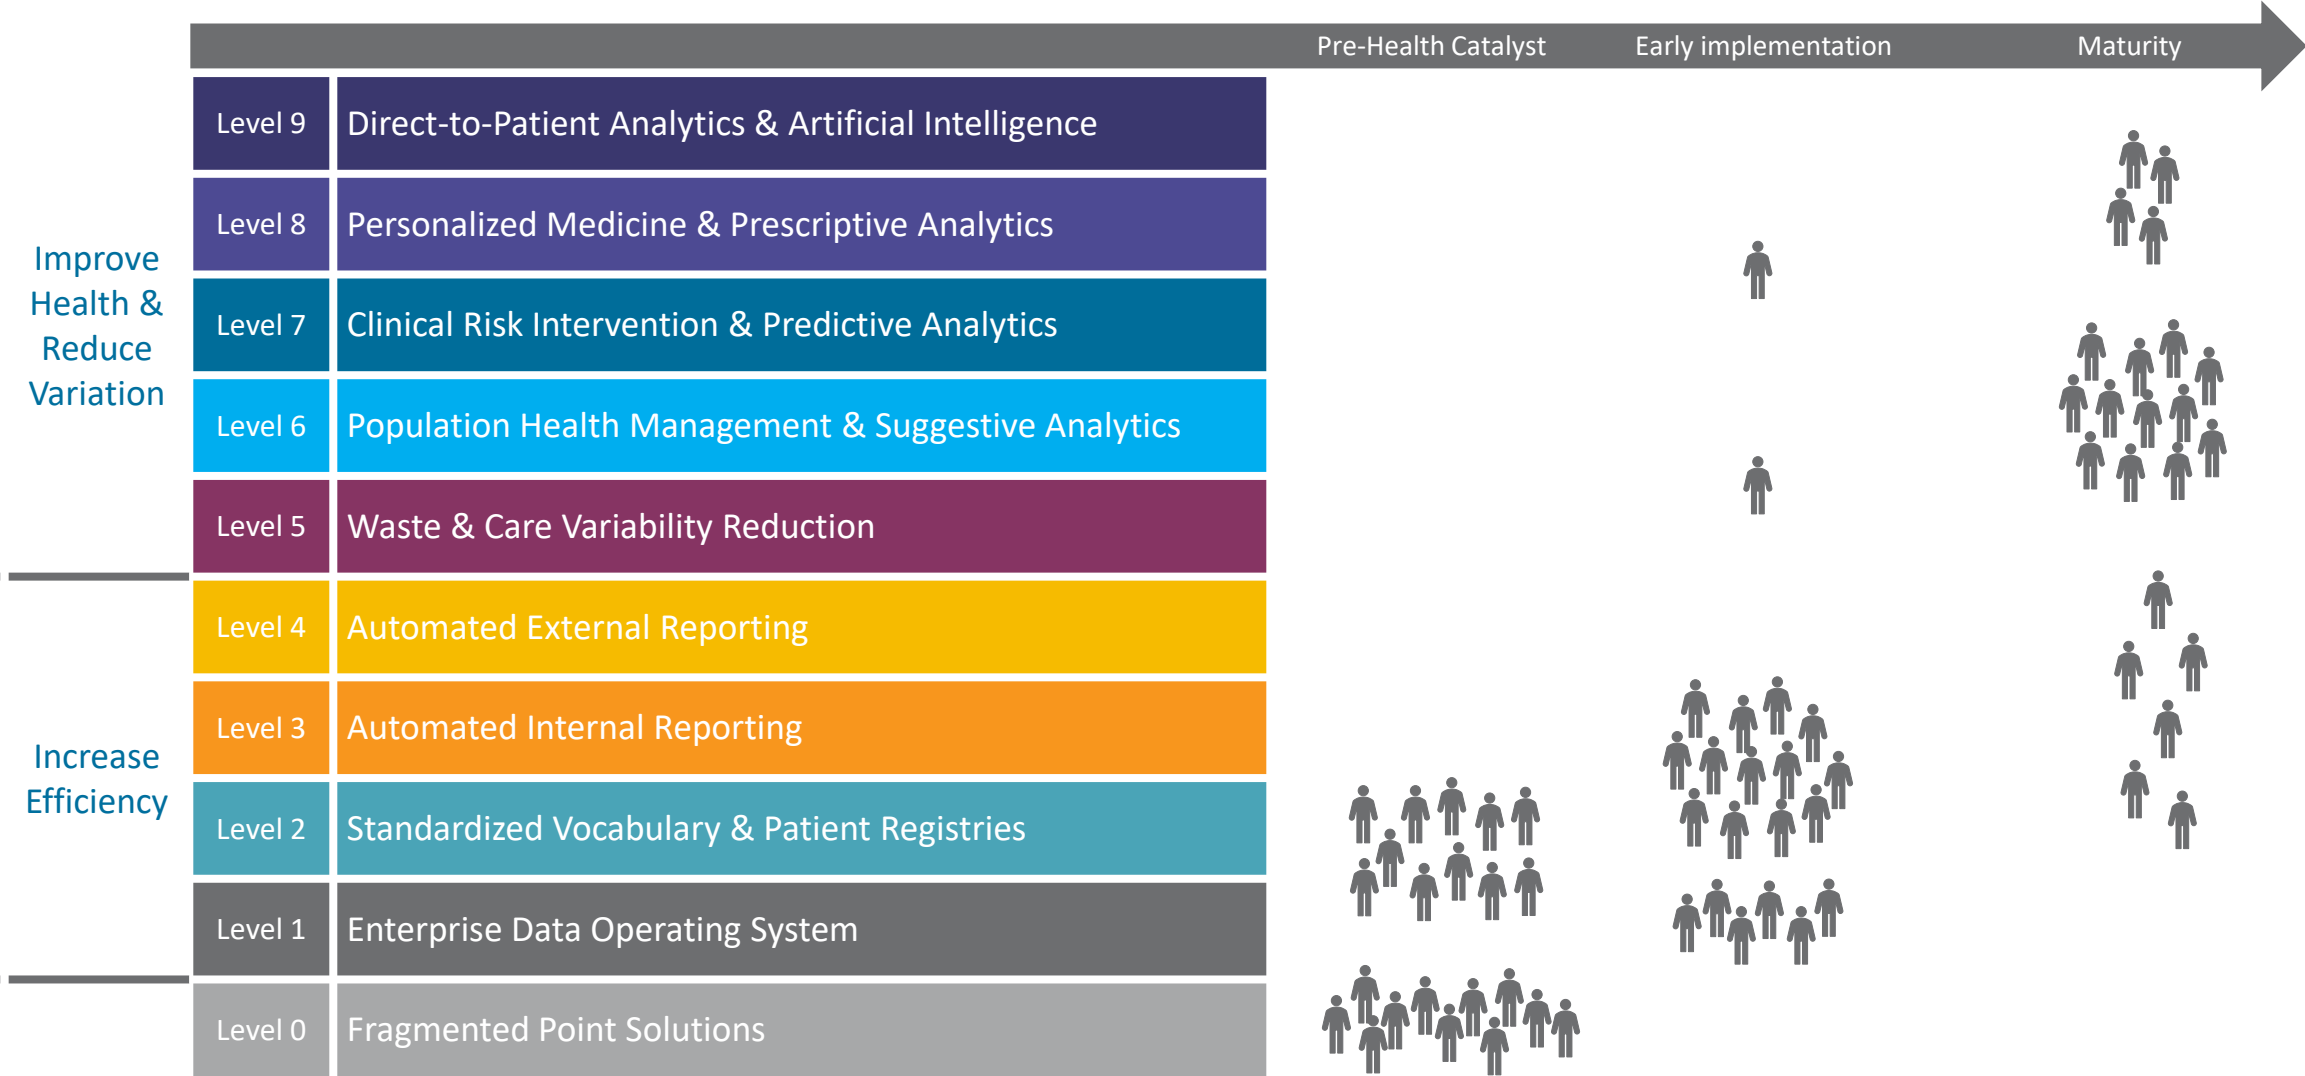 Pre-Health Catalyst
Early implementation
Maturity
Improve
Health &
Reduce
Variation
Level 9
Direct-to-Patient Analytics & Artificial Intelligence
Level 8
Personalized Medicine & Prescriptive Analytics
Level 7
Clinical Risk Intervention & Predictive Analytics
Level 6
Population Health Management & Suggestive Analytics
Level 5
Waste & Care Variability Reduction
Increase
Efficiency
Level 4
Automated External Reporting
Level 3
Automated Internal Reporting
Level 2
Standardized Vocabulary & Patient Registries
Level 1
Enterprise Data Operating System
Level 0
Fragmented Point Solutions